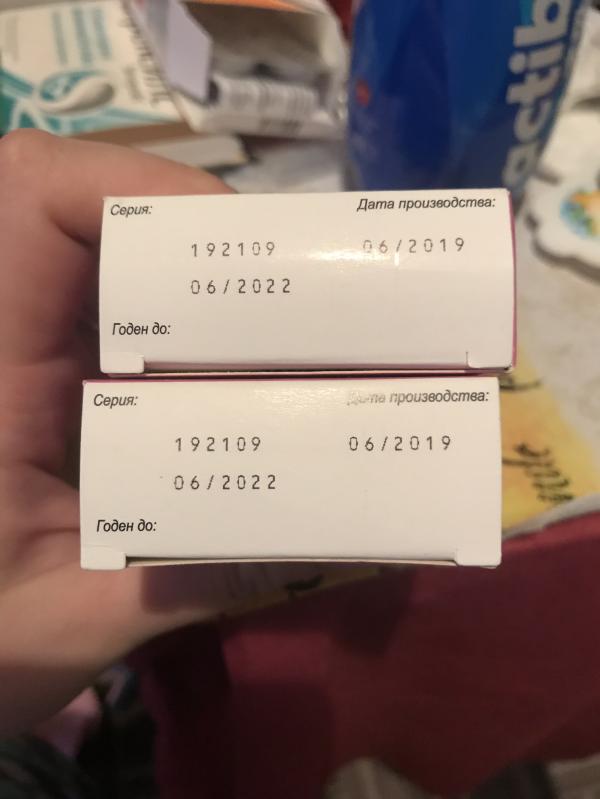 actib
Серия: Дата производства:
192109 06/2019
06/2022
Годен до:
Серия: Дата производства:
192109 06/2019
06/2022
Годен до: